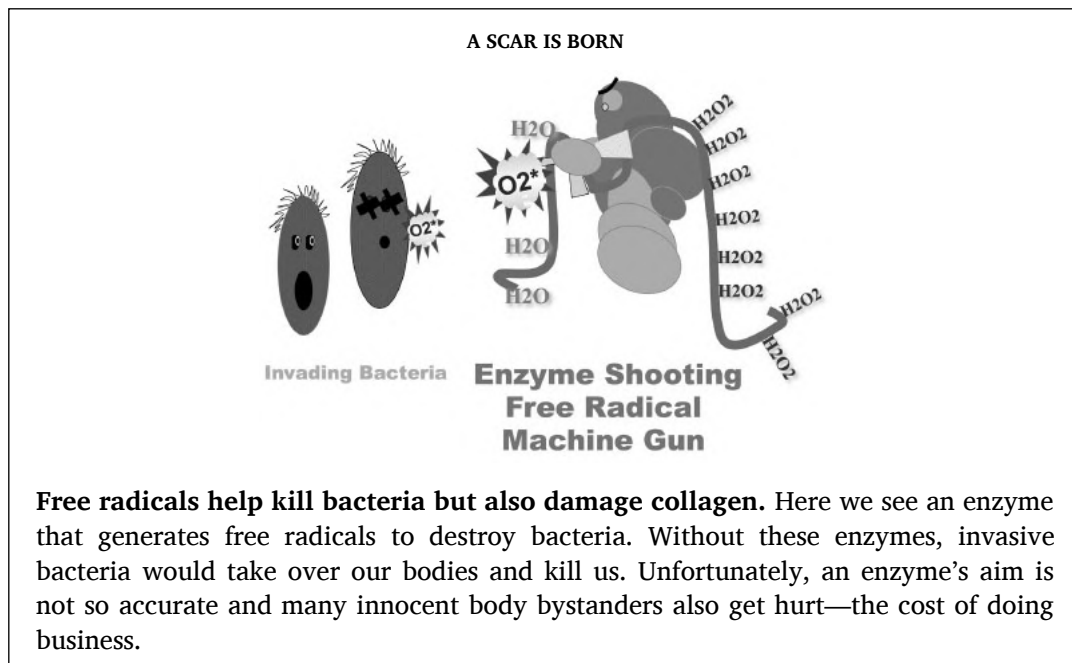 A SCAR IS BORN
H2O
H2O2
H2O2
H2O2
O2*
O2*
H2O2
H2O
H2O2
H2O
H2O2
H2O2
H2O2
Invading Bacteria
Enzyme Shooting
Free Radical
Machine Gun
Free radicals help kill bacteria but also damage collagen. Here we see an enzyme
that generates free radicals to destroy bacteria. Without these enzymes, invasive
bacteria would take over our bodies and kill us. Unfortunately, an enzyme’s aim is
not so accurate and many innocent body bystanders also get hurt—the cost of doing
business.